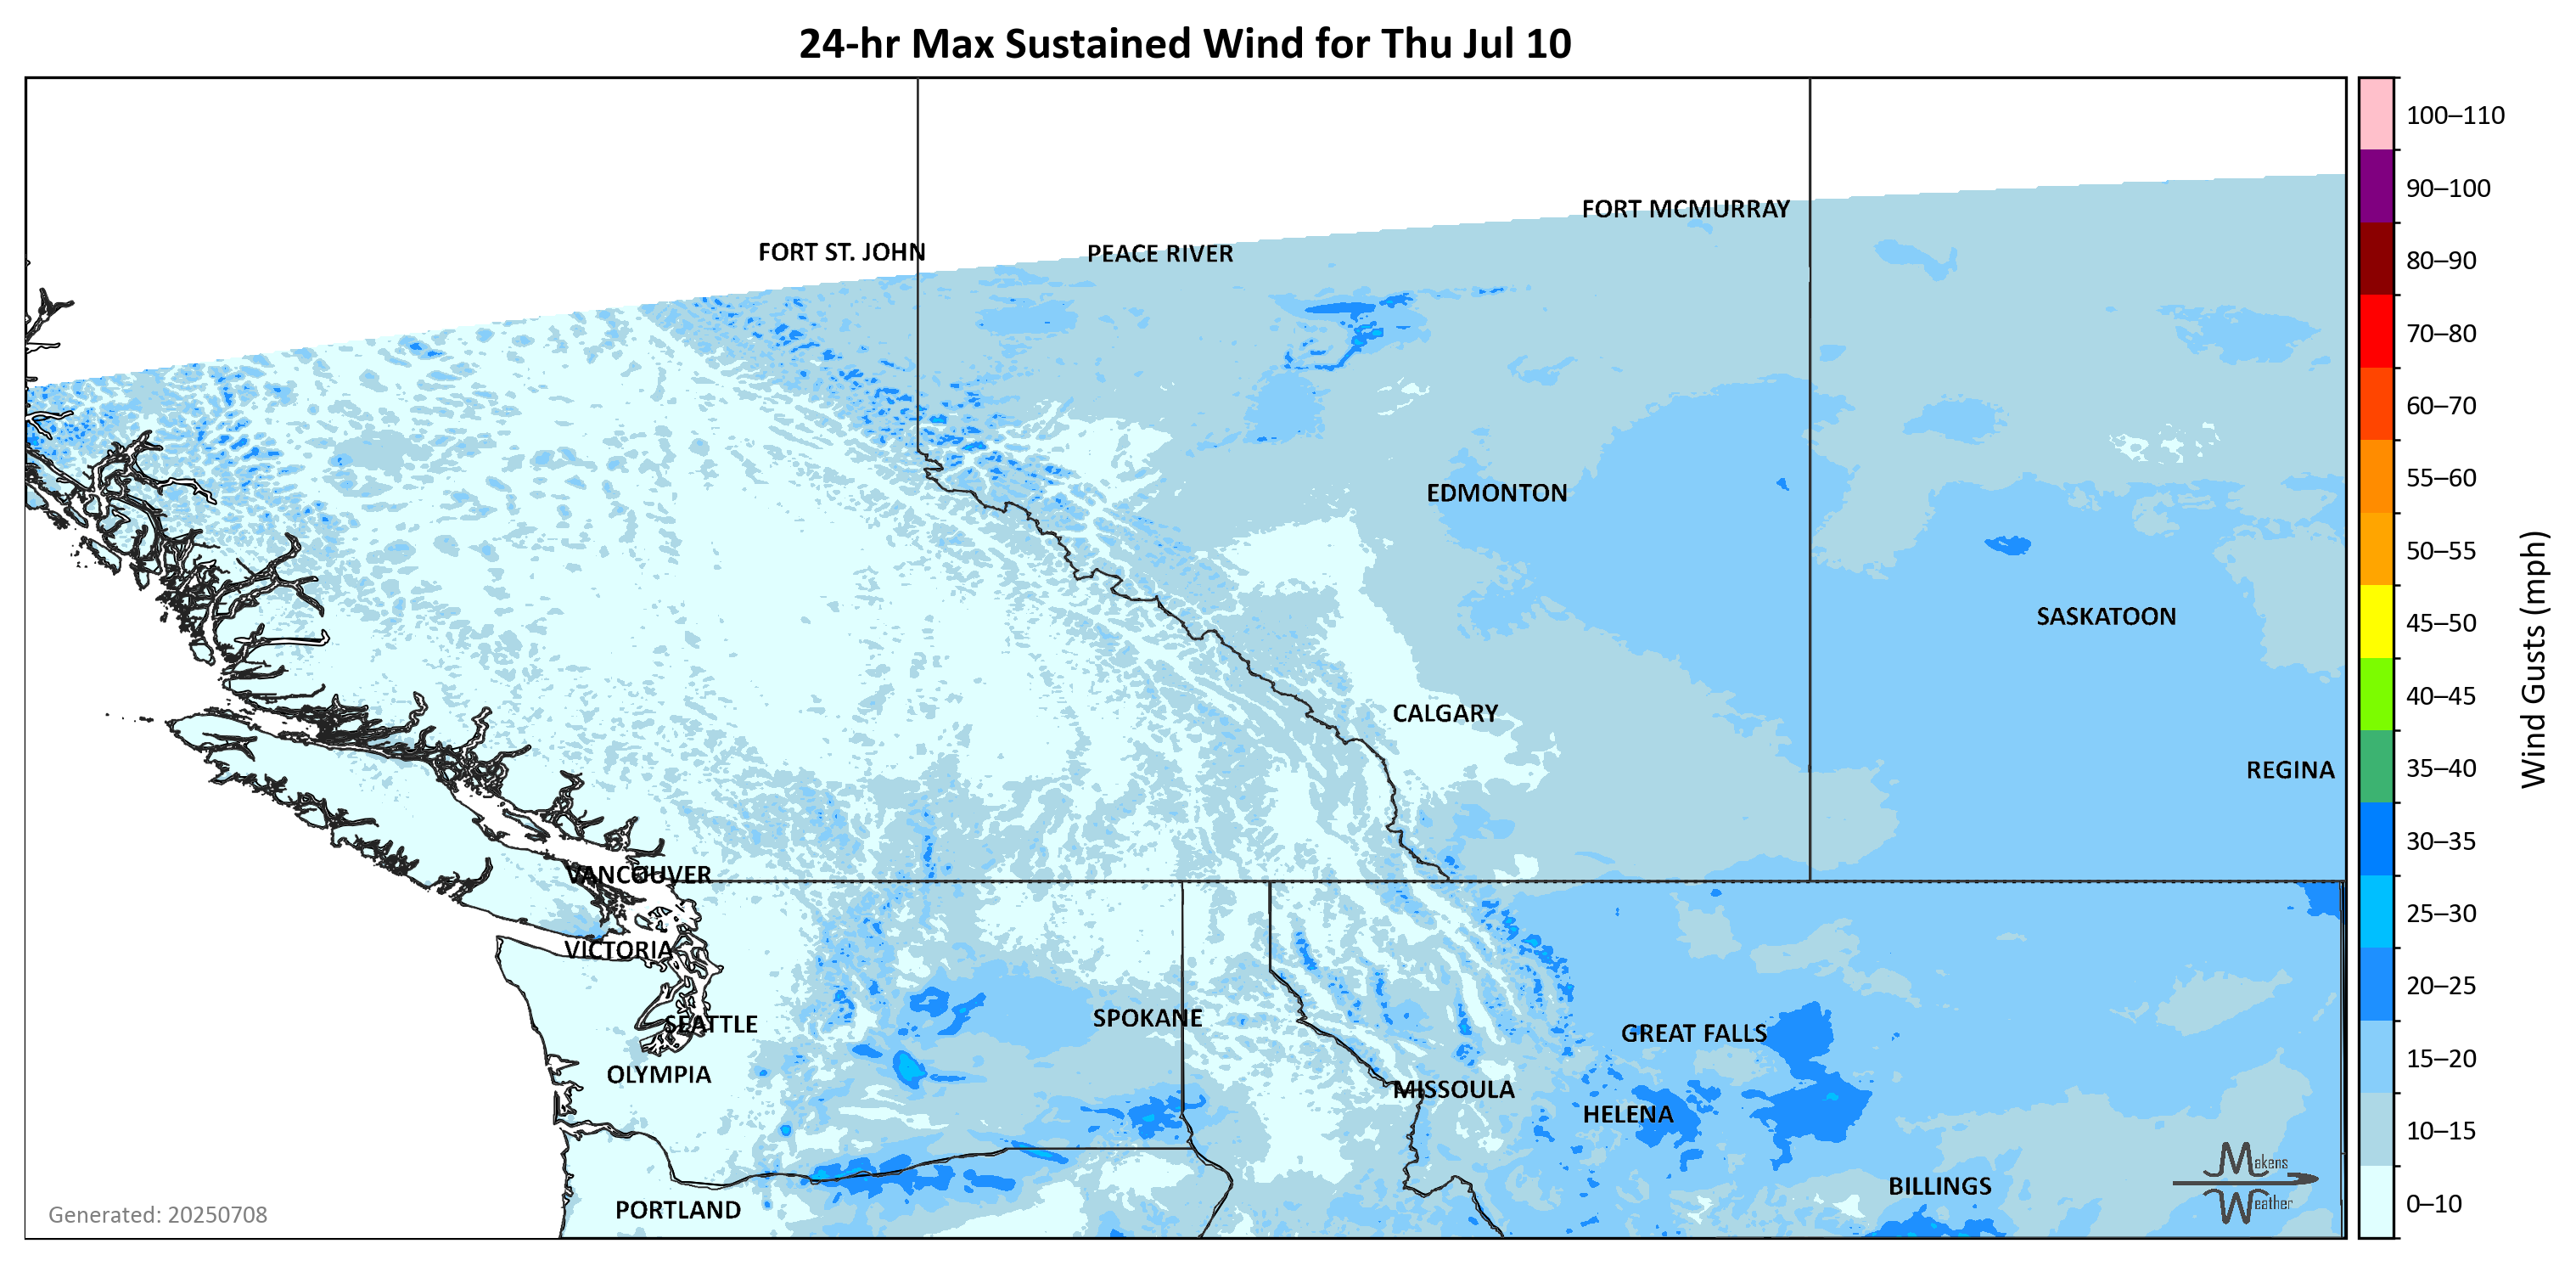 24-hr Max Sustained Wind for Thu Jul 10
100–110
90–100
80–90
70–80
60–70
55–60
50–55
45–50
40–45
35–40
30–35
25–30
20–25
15–20
10–15
0–10
Wind Gusts (mph)
FORT MCMURRAY
FORT ST. JOHN
PEACE RIVER
EDMONTON
SASKATOON
CALGARY
REGINA
VANCOUVER
VICTORIA
SEATTLE
SPOKANE
GREAT FALLS
OLYMPIA
MISSOULA
HELENA
BILLINGS
PORTLAND
Makens
Weather
Generated: 20250708